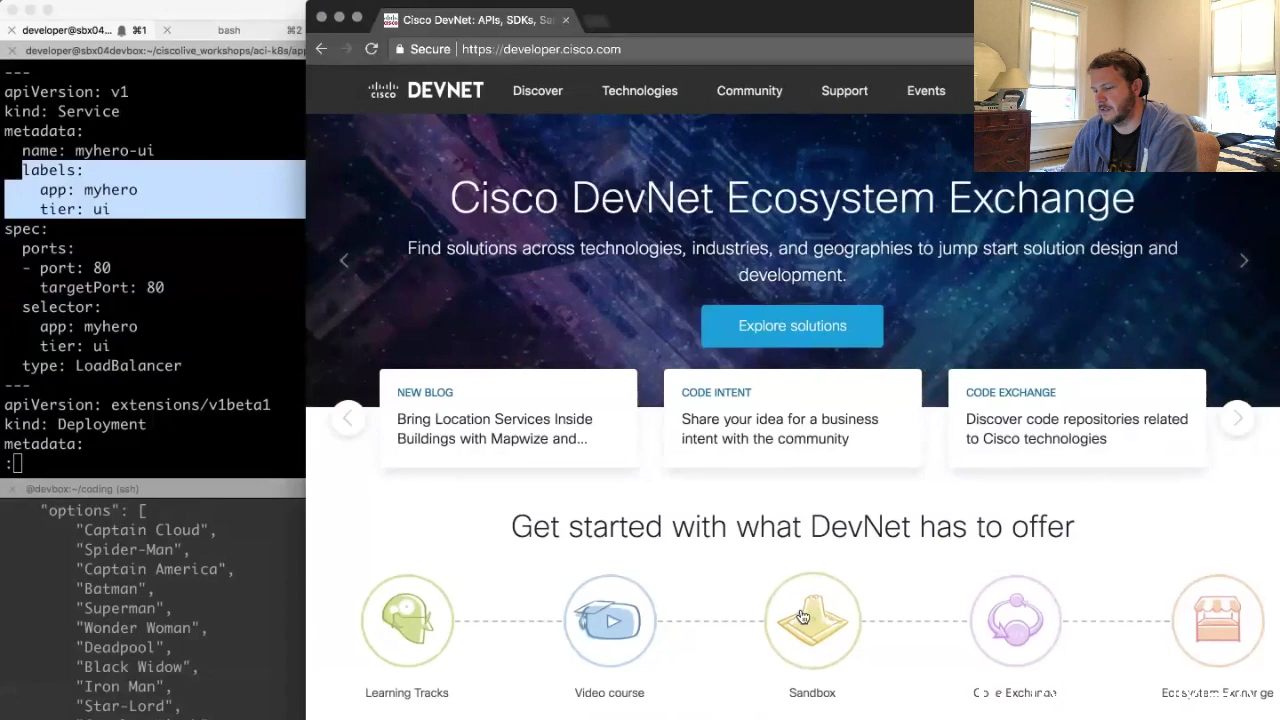 developer@sbx04devbox... ⌘1
bash ⌘2
developer@sbx04devbox:~/ciscolive_workshops/aci-k8s/app
---
apiVersion: v1
kind: Service
metadata:
  name: myhero-ui
  labels:
    app: myhero
    tier: ui
spec:
  ports:
  - port: 80
    targetPort: 80
  selector:
    app: myhero
    tier: ui
  type: LoadBalancer
---
apiVersion: extensions/v1beta1
kind: Deployment
metadata:
:
@devbox:~/coding (ssh)
"options": [
"Captain Cloud",
"Spider-Man",
"Captain America",
"Batman",
"Superman",
"Wonder Woman",
"Deadpool",
"Black Widow",
"Iron Man",
"Star-Lord",
Cisco DevNet: APIs, SDKs, Sa
Secure | https://developer.cisco.com
CISCO DEVNET Discover Technologies Community Support Events
Cisco DevNet Ecosystem Exchange
Find solutions across technologies, industries, and geographies to jump start solution design and
development.
Explore solutions
NEW BLOG
Bring Location Services Inside
Buildings with Mapwize and...
CODE INTENT
Share your idea for a business
intent with the community
CODE EXCHANGE
Discover code repositories related
to Cisco technologies
Get started with what DevNet has to offer
Learning Tracks
Video course
Sandbox
Code Exchange
Ecosystem Exchange